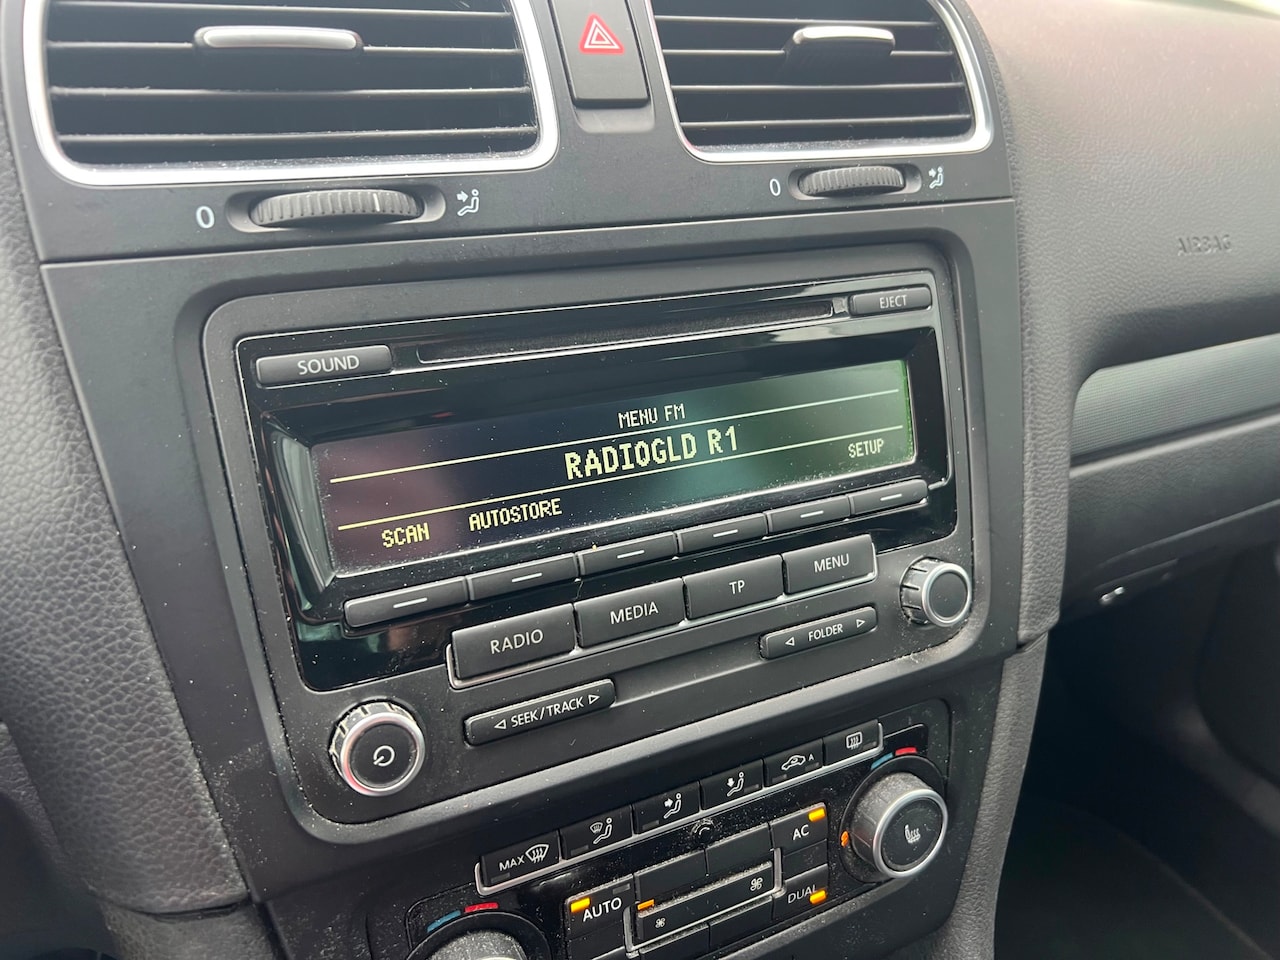 0
0
AIRBAG
EJECT
SOUND
MENU FM
RADIOGLD R1
SETUP
SCAN AUTOSTORE
RADIO MEDIA TP MENU
FOLDER
SEEK/TRACK
A
MAX
AC
AUTO
DUAL